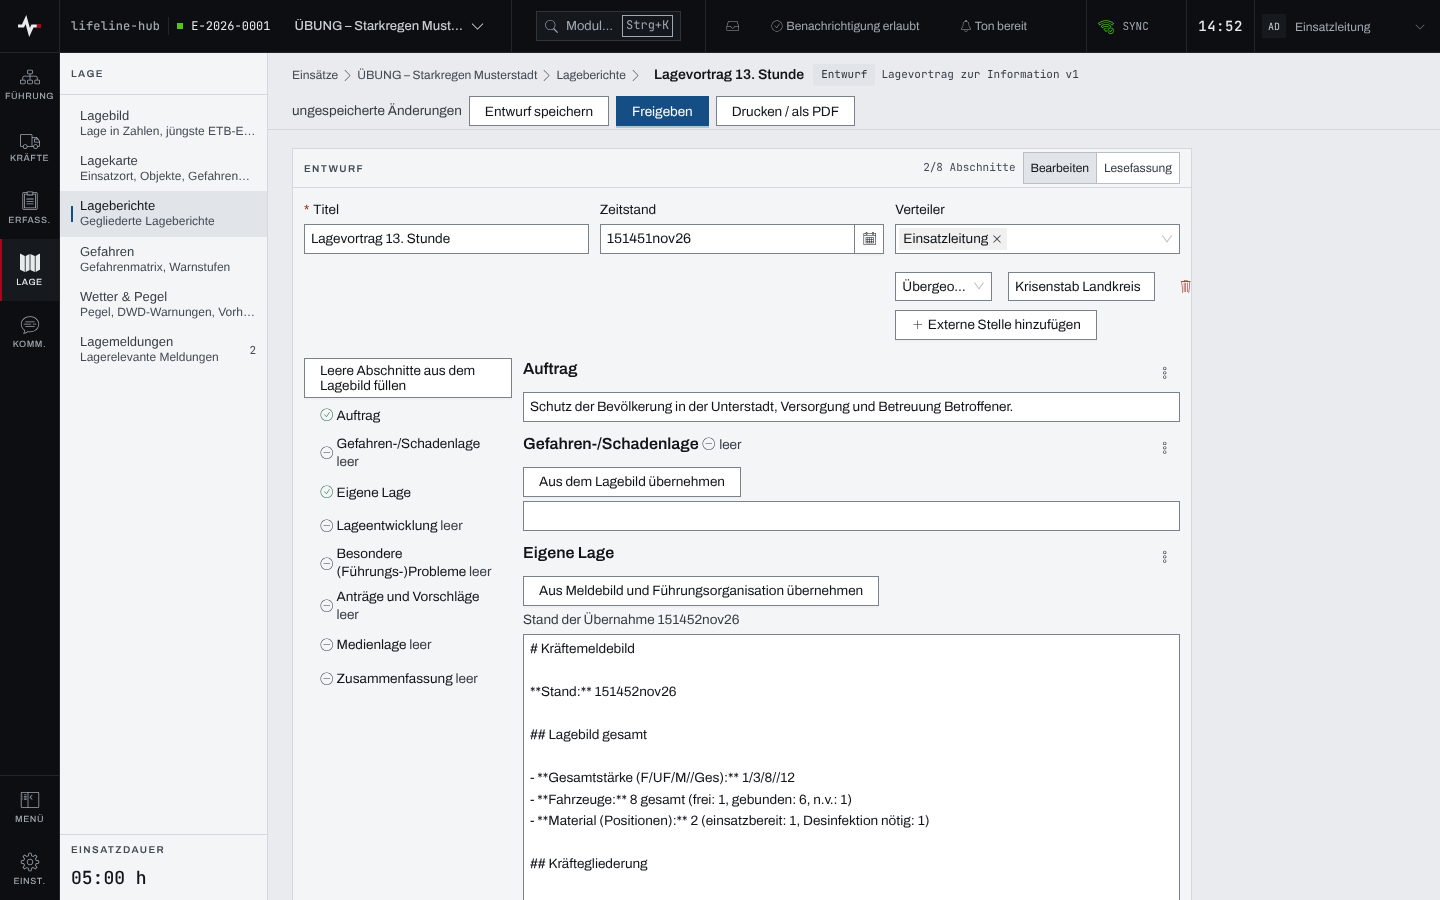 lifeline-hub
E-2026-0001
ÜBUNG – Starkregen Must...
Modul...
Strg+K
Benachrichtigung erlaubt
Ton bereit
SYNC
14:52
AD
Einsatzleitung
FÜHRUNG
KRÄFTE
ERFASS.
LAGE
KOMM.
MENÜ
EINST.
LAGE
Lagebild
Lage in Zahlen, jüngste ETB-E...
Lagekarte
Einsatzort, Objekte, Gefahren...
Lageberichte
Gegliederte Lageberichte
Gefahren
Gefahrenmatrix, Warnstufen
Wetter & Pegel
Pegel, DWD-Warnungen, Vorh...
Lagemeldungen
Lagerelevante Meldungen
2
EINSATZDAUER
05:00 h
Einsätze
ÜBUNG – Starkregen Musterstadt
Lageberichte
Lagevortrag 13. Stunde
Entwurf
Lagevortrag zur Information v1
ungespeicherte Änderungen
Entwurf speichern
Freigeben
Drucken / als PDF
ENTWURF
2/8 Abschnitte
Bearbeiten
Lesefassung
* Titel
Zeitstand
Verteiler
Lagevortrag 13. Stunde
151451nov26
Einsatzleitung
Übergeo...
Krisenstab Landkreis
Externe Stelle hinzufügen
Leere Abschnitte aus dem
Lagebild füllen
Auftrag
Gefahren-/Schadenlage
leer
Eigene Lage
Lageentwicklung leer
Besondere
(Führungs-)Probleme leer
Anträge und Vorschläge
leer
Medienlage leer
Zusammenfassung leer
Auftrag
Schutz der Bevölkerung in der Unterstadt, Versorgung und Betreuung Betroffener.
Gefahren-/Schadenlage leer
Aus dem Lagebild übernehmen
Eigene Lage
Aus Meldebild und Führungsorganisation übernehmen
Stand der Übernahme 151452nov26
# Kräftemeldebild
**Stand:** 151452nov26
## Lagebild gesamt
- **Gesamtstärke (F/UF/M//Ges):** 1/3/8//12
- **Fahrzeuge:** 8 gesamt (frei: 1, gebunden: 6, n.v.: 1)
- **Material (Positionen):** 2 (einsatzbereit: 1, Desinfektion nötig: 1)
## Kräftegliederung